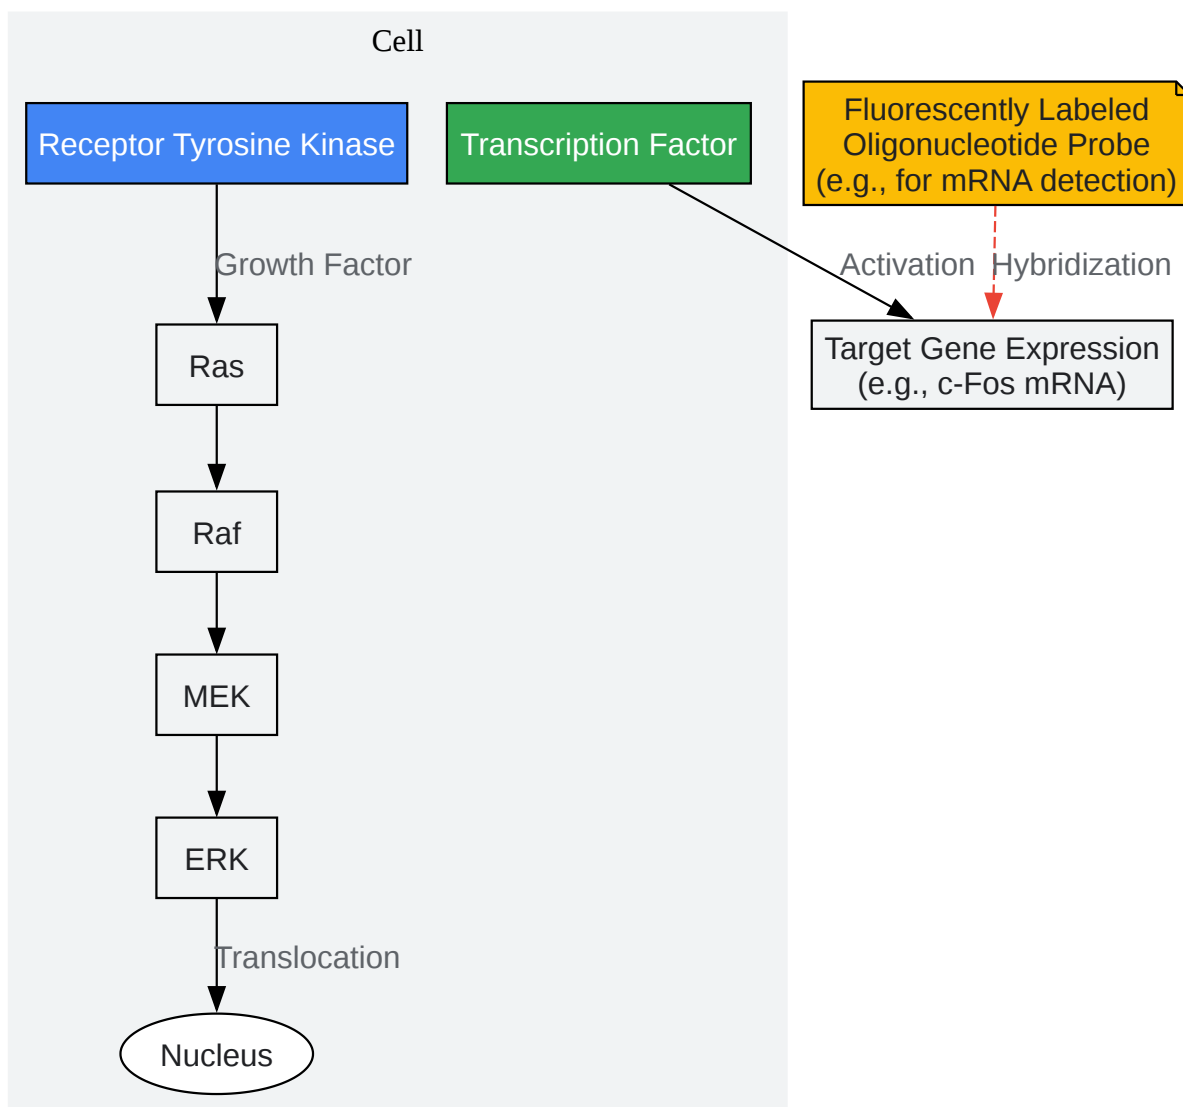 Cell
Receptor Tyrosine Kinase
Transcription Factor
Fluorescently Labeled
Oligonucleotide Probe
(e.g., for mRNA detection)
Growth Factor
Activation
Hybridization
Ras
Target Gene Expression
(e.g., c-Fos mRNA)
Raf
MEK
ERK
Translocation
Nucleus